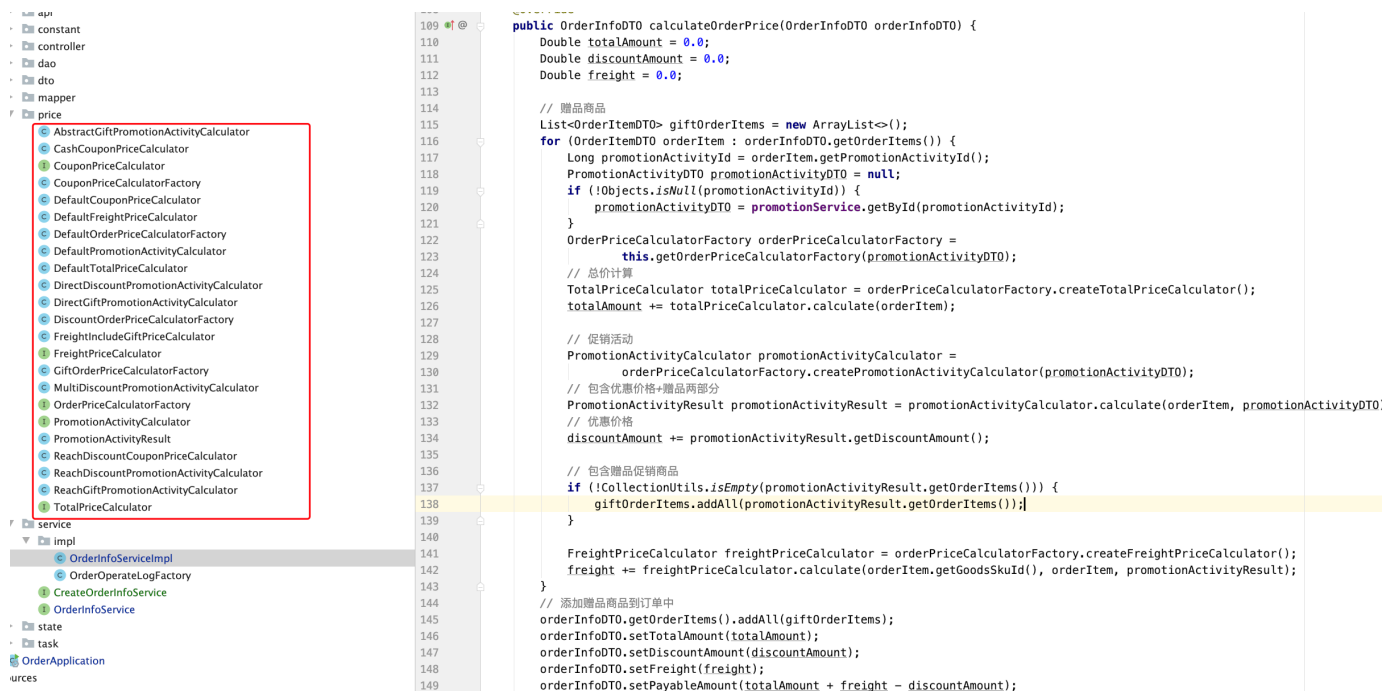 api
constant
controller
dao
dto
mapper
price
AbstractGiftPromotionActivityCalculator
CashCouponPriceCalculator
CouponPriceCalculator
CouponPriceCalculatorFactory
DefaultCouponPriceCalculator
DefaultFreightPriceCalculator
DefaultOrderPriceCalculatorFactory
DefaultPromotionActivityCalculator
DefaultTotalPriceCalculator
DirectDiscountPromotionActivityCalculator
DirectGiftPromotionActivityCalculator
DiscountOrderPriceCalculatorFactory
FreightIncludeGiftPriceCalculator
FreightPriceCalculator
GiftOrderPriceCalculatorFactory
MultiDiscountPromotionActivityCalculator
OrderPriceCalculatorFactory
PromotionActivityCalculator
PromotionActivityResult
ReachDiscountCouponPriceCalculator
ReachDiscountPromotionActivityCalculator
ReachGiftPromotionActivityCalculator
TotalPriceCalculator
service
impl
OrderInfoServiceImpl
OrderOperateLogFactory
CreateOrderInfoService
OrderInfoService
state
task
OrderApplication
urces
109 @ public OrderInfoDTO calculateOrderPrice(OrderInfoDTO orderInfoDTO) {
110 Double totalAmount = 0.0;
111 Double discountAmount = 0.0;
112 Double freight = 0.0;
113
114 // 赠品商品
115 List<OrderItemDTO> giftOrderItems = new ArrayList<>();
116 for (OrderItemDTO orderItem : orderInfoDTO.getOrderItems()) {
117 Long promotionActivityId = orderItem.getPromotionActivityId();
118 PromotionActivityDTO promotionActivityDTO = null;
119 if (!Objects.isNull(promotionActivityId)) {
120 promotionActivityDTO = promotionService.getById(promotionActivityId);
121 }
122 OrderPriceCalculatorFactory orderPriceCalculatorFactory =
123 this.getOrderPriceCalculatorFactory(promotionActivityDTO);
124 // 总价计算
125 TotalPriceCalculator totalPriceCalculator = orderPriceCalculatorFactory.createTotalPriceCalculator();
126 totalAmount += totalPriceCalculator.calculate(orderItem);
127
128 // 促销活动
129 PromotionActivityCalculator promotionActivityCalculator =
130 orderPriceCalculatorFactory.createPromotionActivityCalculator(promotionActivityDTO);
131 // 包含优惠价格+赠品两部分
132 PromotionActivityResult promotionActivityResult = promotionActivityCalculator.calculate(orderItem, promotionActivityDTO)
133 // 优惠价格
134 discountAmount += promotionActivityResult.getDiscountAmount();
135
136 // 包含赠品促销商品
137 if (!CollectionUtils.isEmpty(promotionActivityResult.getOrderItems())) {
138 giftOrderItems.addAll(promotionActivityResult.getOrderItems());
139 }
140
141 FreightPriceCalculator freightPriceCalculator = orderPriceCalculatorFactory.createFreightPriceCalculator();
142 freight += freightPriceCalculator.calculate(orderItem.getGoodsSkuId(), orderItem, promotionActivityResult);
143 }
144 // 添加赠品商品到订单中
145 orderInfoDTO.getOrderItems().addAll(giftOrderItems);
146 orderInfoDTO.setTotalAmount(totalAmount);
147 orderInfoDTO.setDiscountAmount(discountAmount);
148 orderInfoDTO.setFreight(freight);
149 orderInfoDTO.setPayableAmount(totalAmount + freight - discountAmount);